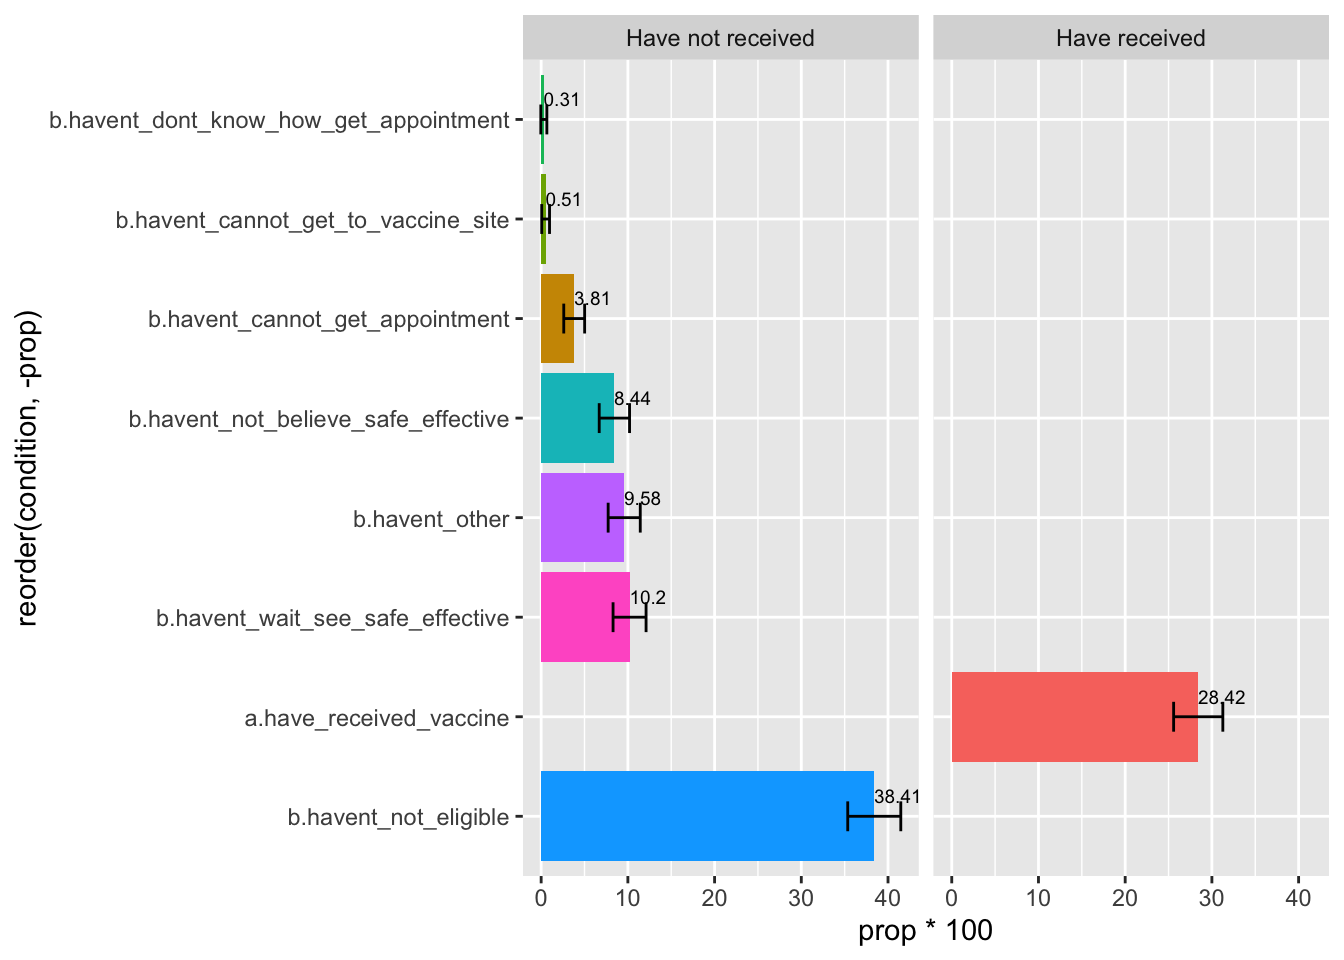 Have not received
Have received
b.havent_dont_know_how_get_appointment
0.31
b.havent_cannot_get_to_vaccine_site
0.51
b.havent_cannot_get_appointment
3.81
b.havent_not_believe_safe_effective
8.44
b.havent_other
9.58
b.havent_wait_see_safe_effective
10.2
a.have_received_vaccine
28.42
b.havent_not_eligible
38.41
reorder(condition, -prop)
0 10 20 30 40
0 10 20 30 40
prop * 100